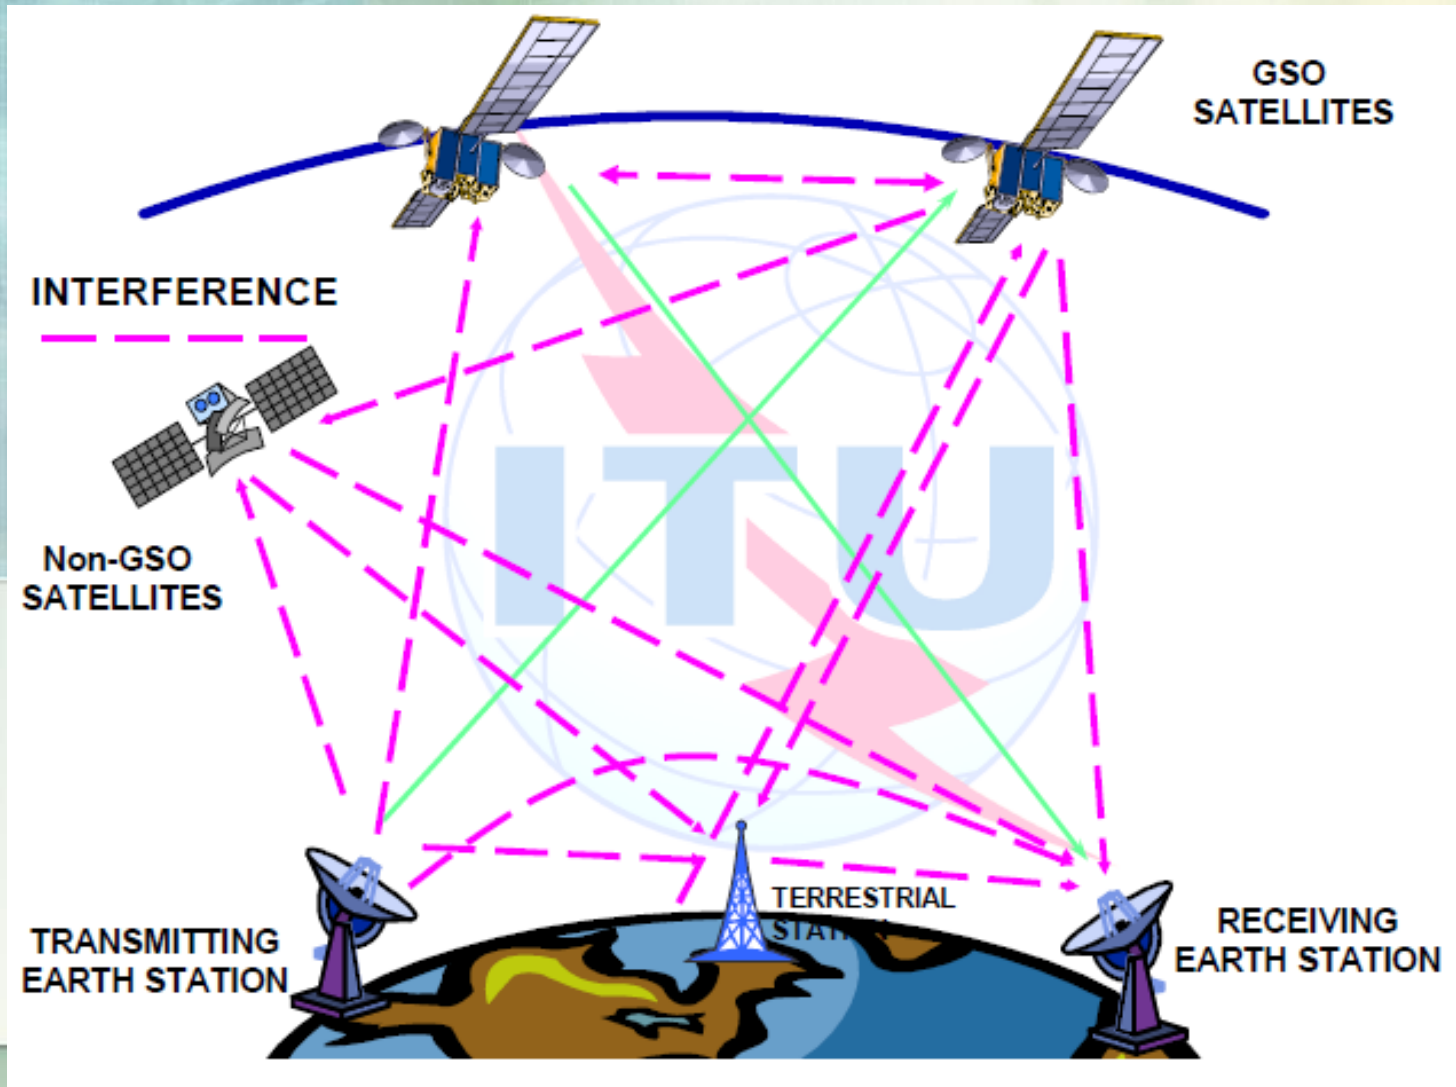 GSO
SATELLITES
INTERFERENCE
ITU
Non-GSO
SATELLITES
TERRESTRIAL
TRANSMITTING
EARTH STATION
RECEIVING
EARTH STATION